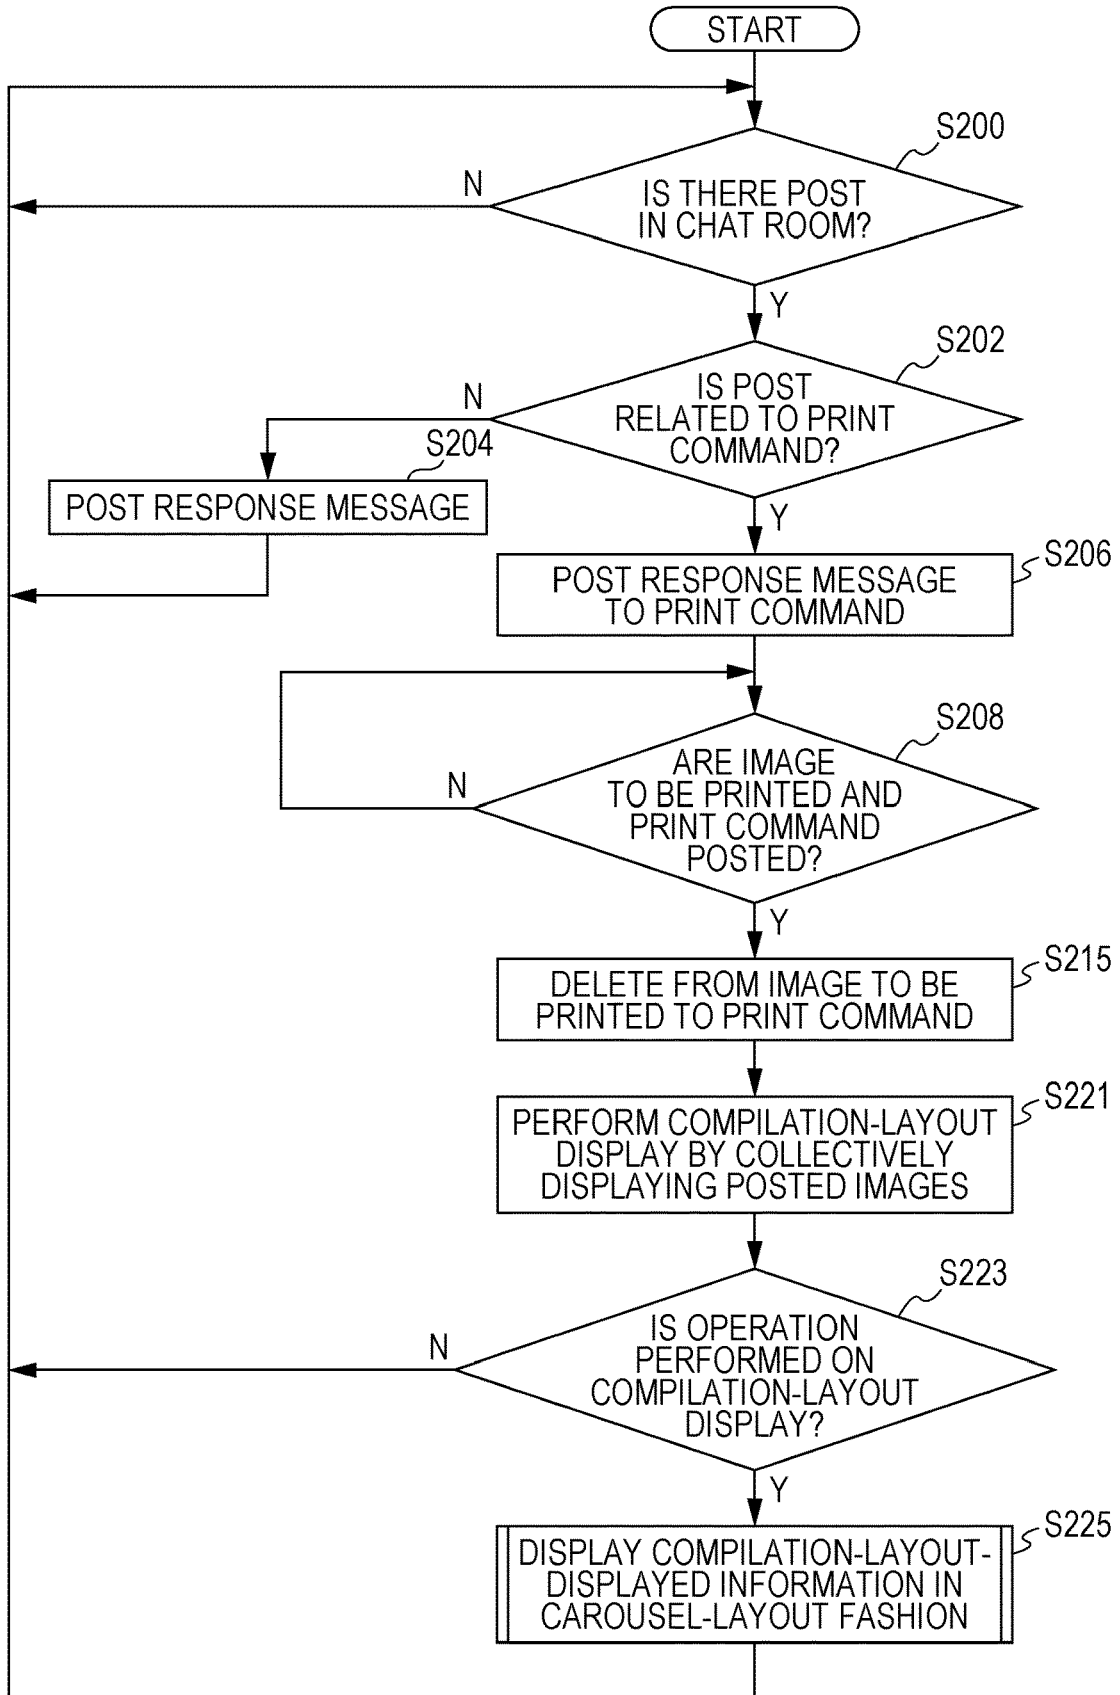 START
S200
N
IS THERE POST
IN CHAT ROOM?
Y
S202
N
IS POST
RELATED TO PRINT
COMMAND?
S204
POST RESPONSE MESSAGE
Y
S206
POST RESPONSE MESSAGE
TO PRINT COMMAND
S208
N
ARE IMAGE
TO BE PRINTED AND
PRINT COMMAND
POSTED?
Y
S215
DELETE FROM IMAGE TO BE
PRINTED TO PRINT COMMAND
S221
PERFORM COMPILATION-LAYOUT
DISPLAY BY COLLECTIVELY
DISPLAYING POSTED IMAGES
S223
N
IS OPERATION
PERFORMED ON
COMPILATION-LAYOUT
DISPLAY?
Y
S225
DISPLAY COMPILATION-LAYOUT-
DISPLAYED INFORMATION IN
CAROUSEL-LAYOUT FASHION